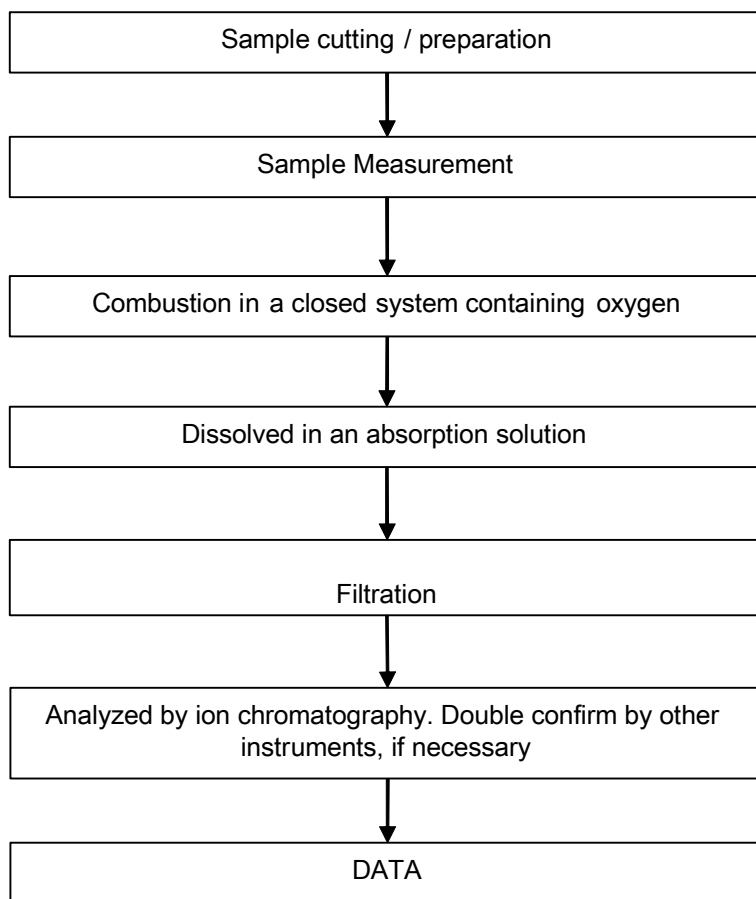 Sample cutting / preparation
Sample Measurement
Combustion in a closed system containing oxygen
Dissolved in an absorption solution
Filtration
Analyzed by ion chromatography. Double confirm by other
instruments, if necessary
DATA